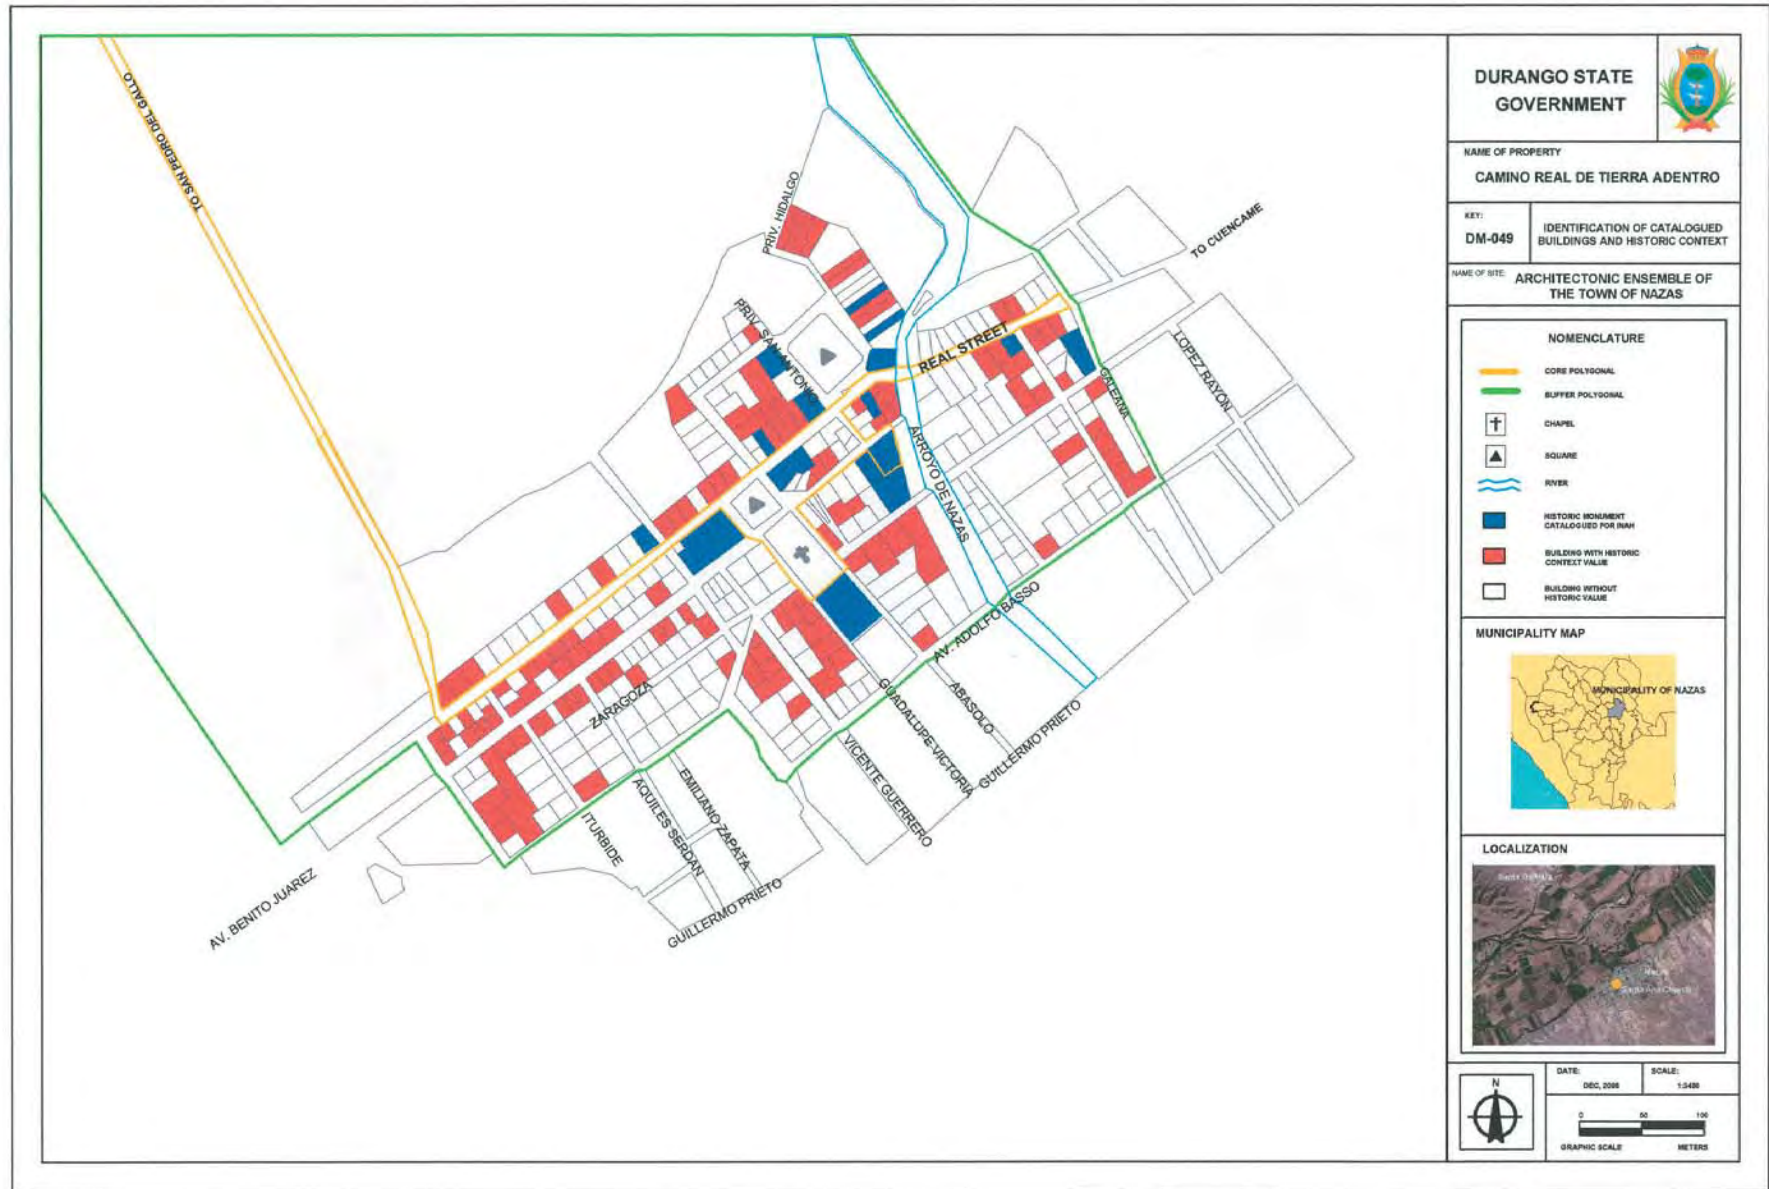 TO SAN PEDRO DEL GALLO
PRIV. HIDALGO
TO CUENCAME
PRIV. SAN ANTONIO
REAL STREET
LOPEZ RAYON
GALEANA
ARROYO DE NAZAS
AV. ADOLFO BASSO
ZARAGOZA
ABASOLO
GUADALUPE VICTORIA
GUILLERMO PRIETO
VICENTE GUERRERO
EMILIANO ZAPATA
AQUILES SERDAN
ITURBIDE
AV. BENITO JUAREZ
GUILLERMO PRIETO
DURANGO STATE
GOVERNMENT
NAME OF PROPERTY
CAMINO REAL DE TIERRA ADENTRO
KEY:
DM-049
IDENTIFICATION OF CATALOGUED
BUILDINGS AND HISTORIC CONTEXT
NAME OF SITE:
ARCHITECTONIC ENSEMBLE OF
THE TOWN OF NAZAS
NOMENCLATURE
CORE POLYGONAL
BUFFER POLYGONAL
CHAPEL
SQUARE
RIVER
HISTORIC MONUMENT
CATALOGUED FOR INAH
BUILDING WITH HISTORIC
CONTEXT VALUE
BUILDING WITHOUT
HISTORIC VALUE
MUNICIPALITY MAP
MUNICIPALITY OF NAZAS
LOCALIZATION
N
DATE:
DEC,
SCALE:
0 50 100
GRAPHIC SCALE
METERS